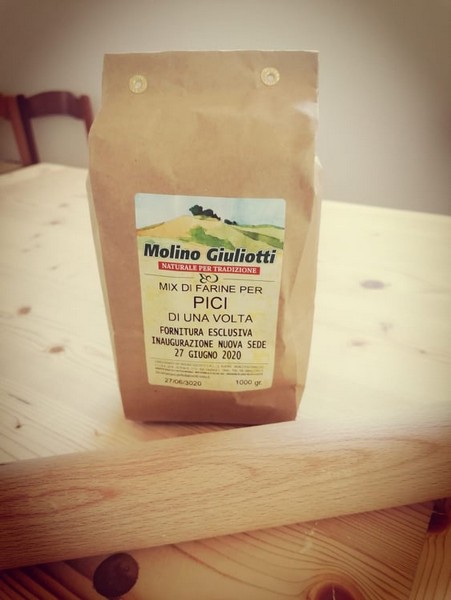 Molino Giuliotti
NATURALE PER TRADIZIONE
MIX DI FARINE PER
PICI
DI UNA VOLTA
FORNITURA ESCLUSIVA
INAUGURAZIONE NUOVA SEDE
27 GIUGNO 2020
27/06/3020 1000 gr.